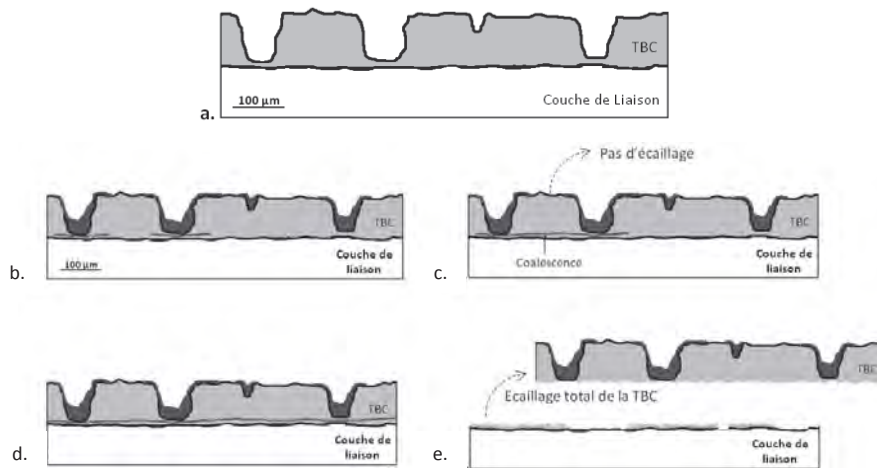 TBC
100 µm
Couche de Liaison
a.
Pas d'écaillage
TBC
TBC
100 µm
Couche de
liaison
Coalescence
Couche de
liaison
b.
c.
TBC
Ecaillage total de la TBC
TBC
Couche de
liaison
Couche de
liaison
d.
e.